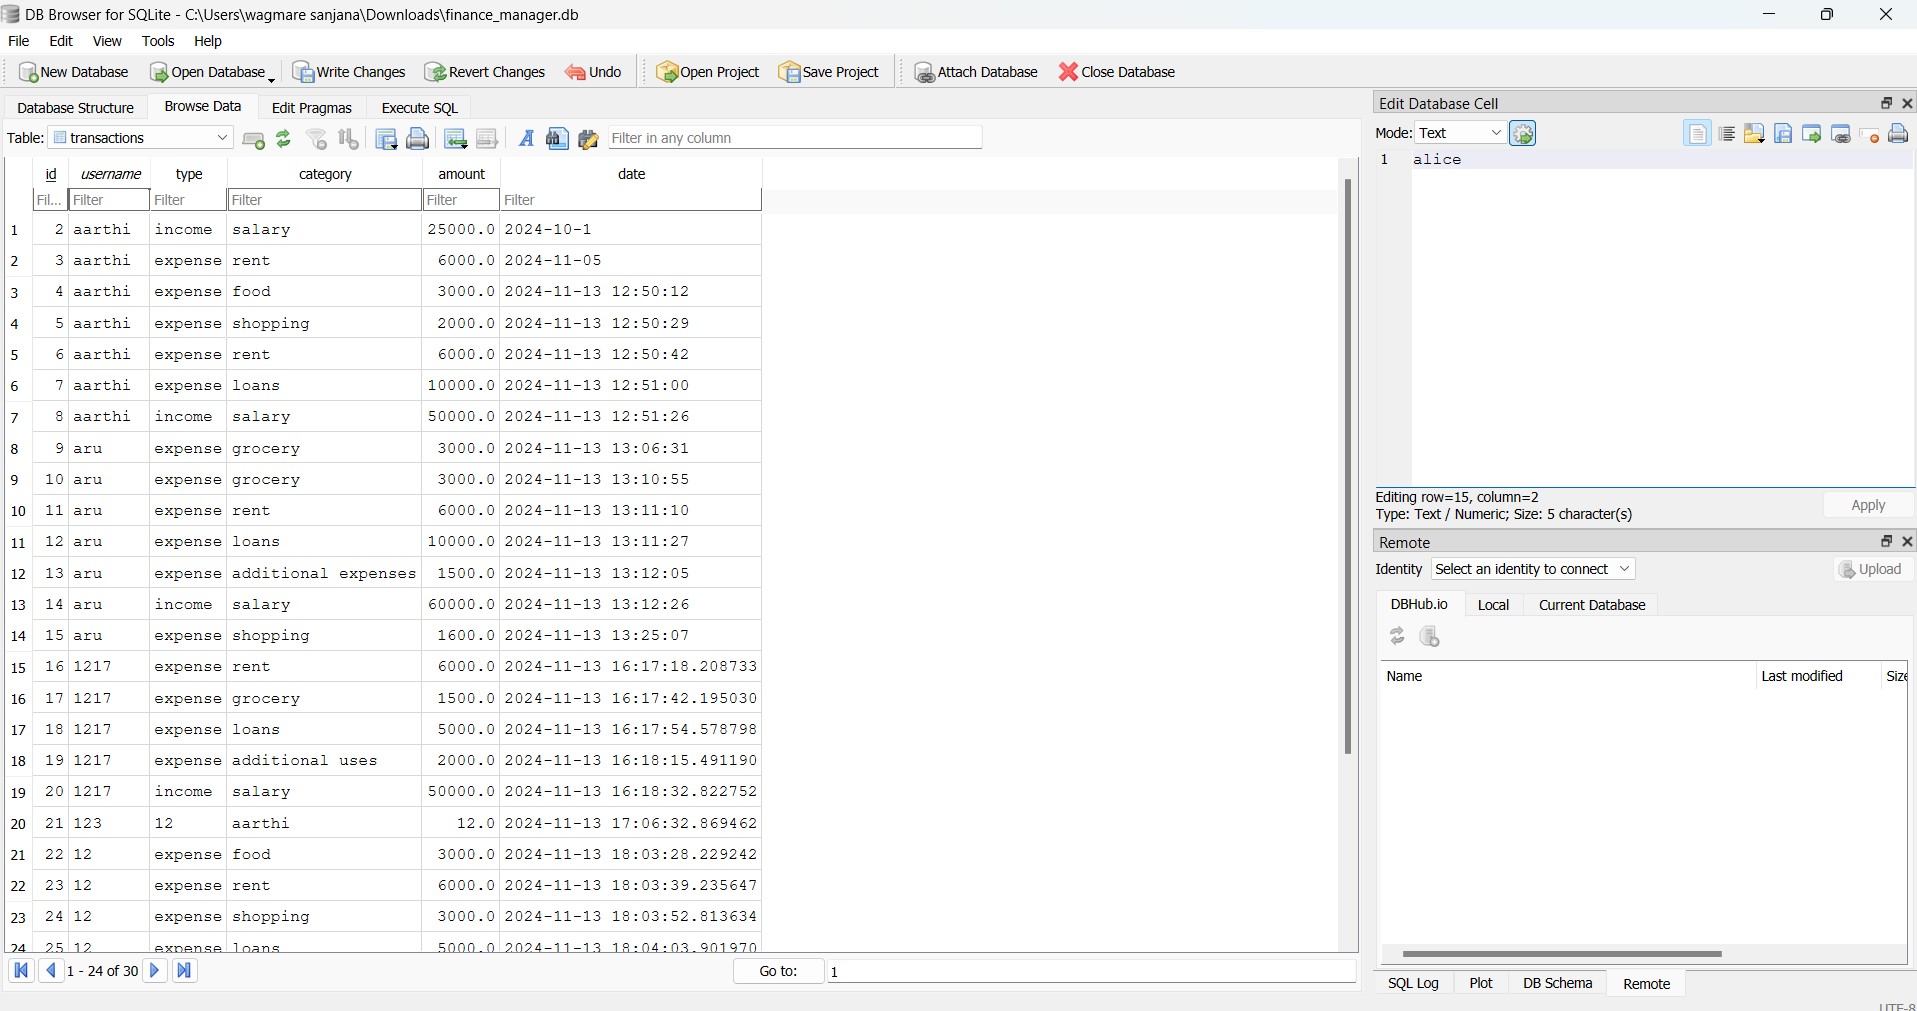 DB Browser for SQLite - C:\Users\wagmare sanjana\Downloads\finance_manager.db
File Edit View Tools Help
New Database Open Database Write Changes Revert Changes Undo Open Project Save Project Attach Database Close Database
Database Structure Browse Data Edit Pragmas Execute SQL
Table: transactions Filter in any column
id username type category amount date
Fil... Filter Filter Filter Filter Filter
1 2 aarthi income salary 25000.0 2024-10-1
2 3 aarthi expense rent 6000.0 2024-11-05
3 4 aarthi expense food 3000.0 2024-11-13 12:50:12
4 5 aarthi expense shopping 2000.0 2024-11-13 12:50:29
5 6 aarthi expense rent 6000.0 2024-11-13 12:50:42
6 7 aarthi expense loans 10000.0 2024-11-13 12:51:00
7 8 aarthi income salary 50000.0 2024-11-13 12:51:26
8 9 aru expense grocery 3000.0 2024-11-13 13:06:31
9 10 aru expense grocery 3000.0 2024-11-13 13:10:55
10 11 aru expense rent 6000.0 2024-11-13 13:11:10
11 12 aru expense loans 10000.0 2024-11-13 13:11:27
12 13 aru expense additional expenses 1500.0 2024-11-13 13:12:05
13 14 aru income salary 60000.0 2024-11-13 13:12:26
14 15 aru expense shopping 1600.0 2024-11-13 13:25:07
15 16 1217 expense rent 6000.0 2024-11-13 16:17:18.208733
16 17 1217 expense grocery 1500.0 2024-11-13 16:17:42.195030
17 18 1217 expense loans 5000.0 2024-11-13 16:17:54.578798
18 19 1217 expense additional uses 2000.0 2024-11-13 16:18:15.491190
19 20 1217 income salary 50000.0 2024-11-13 16:18:32.822752
20 21 123 12 aarthi 12.0 2024-11-13 17:06:32.869462
21 22 12 expense food 3000.0 2024-11-13 18:03:28.229242
22 23 12 expense rent 6000.0 2024-11-13 18:03:39.235647
23 24 12 expense shopping 3000.0 2024-11-13 18:03:52.813634
24 25 12 expense loans 5000.0 2024-11-13 18:04:03.901970
1 - 24 of 30 Go to: 1
Edit Database Cell
Mode: Text
1 alice
Editing row=15, column=2
Type: Text / Numeric; Size: 5 character(s)
Apply
Remote
Identity Select an identity to connect Upload
DBHub.io Local Current Database
Name Last modified Size
SQL Log Plot DB Schema Remote
UTF-8